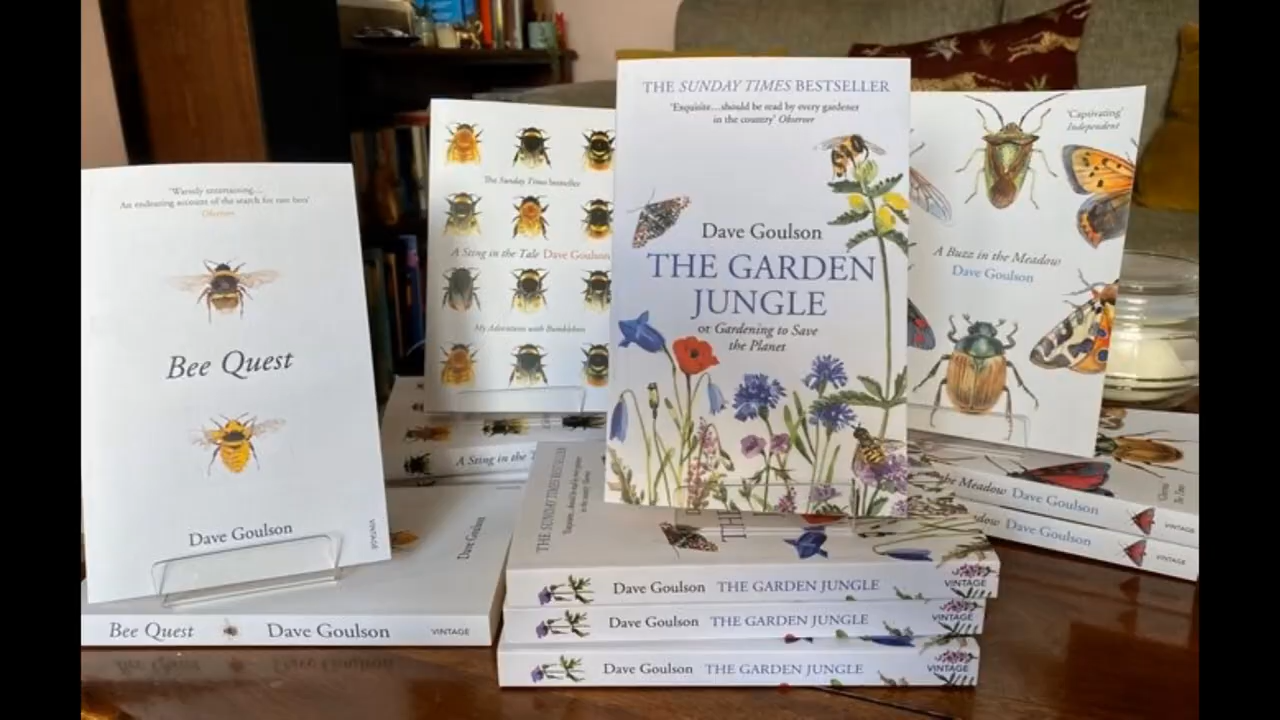 'Warmly entertaining...
An endearing account of the search for rare bees'
Observer
Bee Quest
Dave Goulson
VINTAGE
Dave Goulson
Bee Quest Dave Goulson VINTAGE
The Sunday Times bestseller
A Sting in the Tale Dave Goulson
My Adventures with Bumblebees
A Sting in the T
THE SUNDAY TIMES BESTSELLER
'Exquisite...should be read by every gardener
in the country' Observer
Dave Goulson
THE GARDEN
JUNGLE
or Gardening to Save
the Planet
THE SUNDAY TIMES BESTSELLER
THE
Dave Goulson THE GARDEN JUNGLE VINTAGE
Dave Goulson THE GARDEN JUNGLE VINTAGE
Dave Goulson THE GARDEN JUNGLE VINTAGE
'Captivating'
Independent
A Buzz in the Meadow
Dave Goulson
the Meadow Dave Goulson VINTAGE
dow Dave Goulson VINTAGE